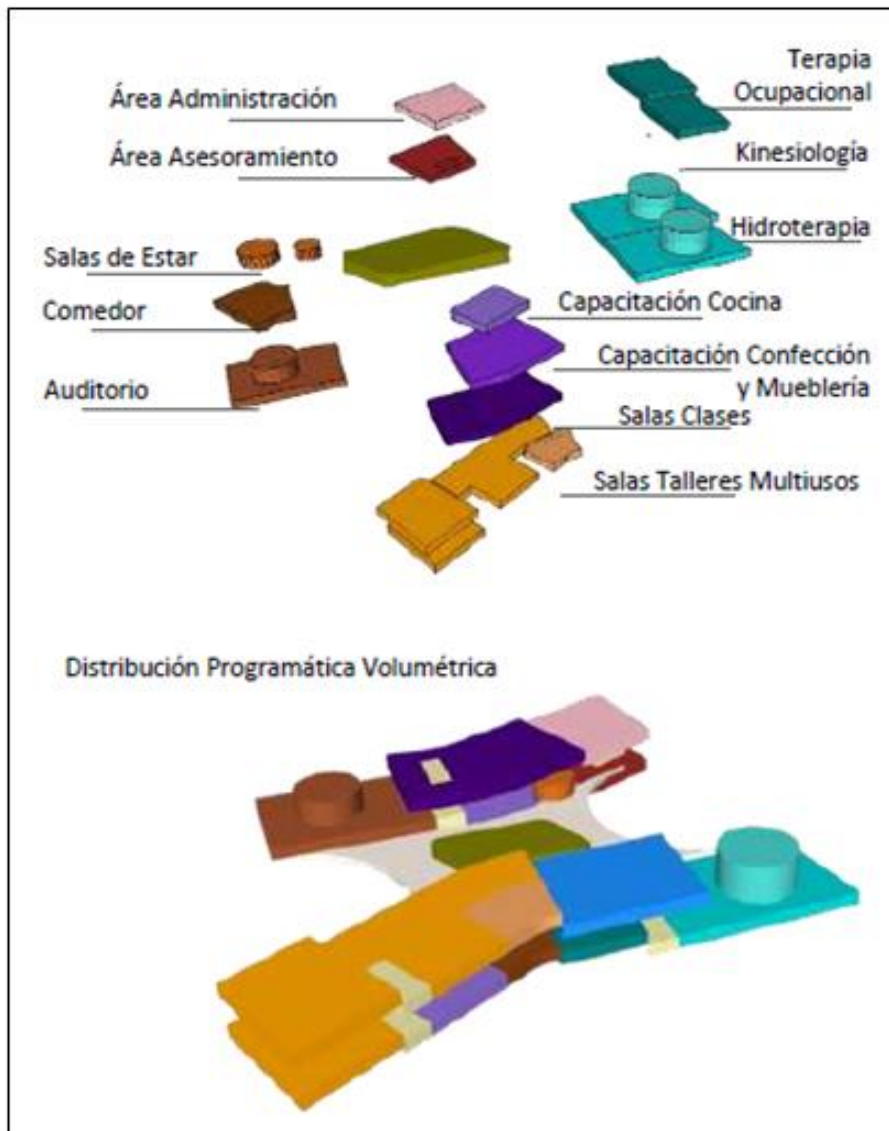 Área Administración
Área Asesoramiento
Salas de Estar
Comedor
Auditorio
Terapia
Ocupacional
Kinesiología
Hidroterapia
Capacitación Cocina
Capacitación Confección
y Mueblería
Salas Clases
Salas Talleres Multiusos
Distribución Programática Volumétrica